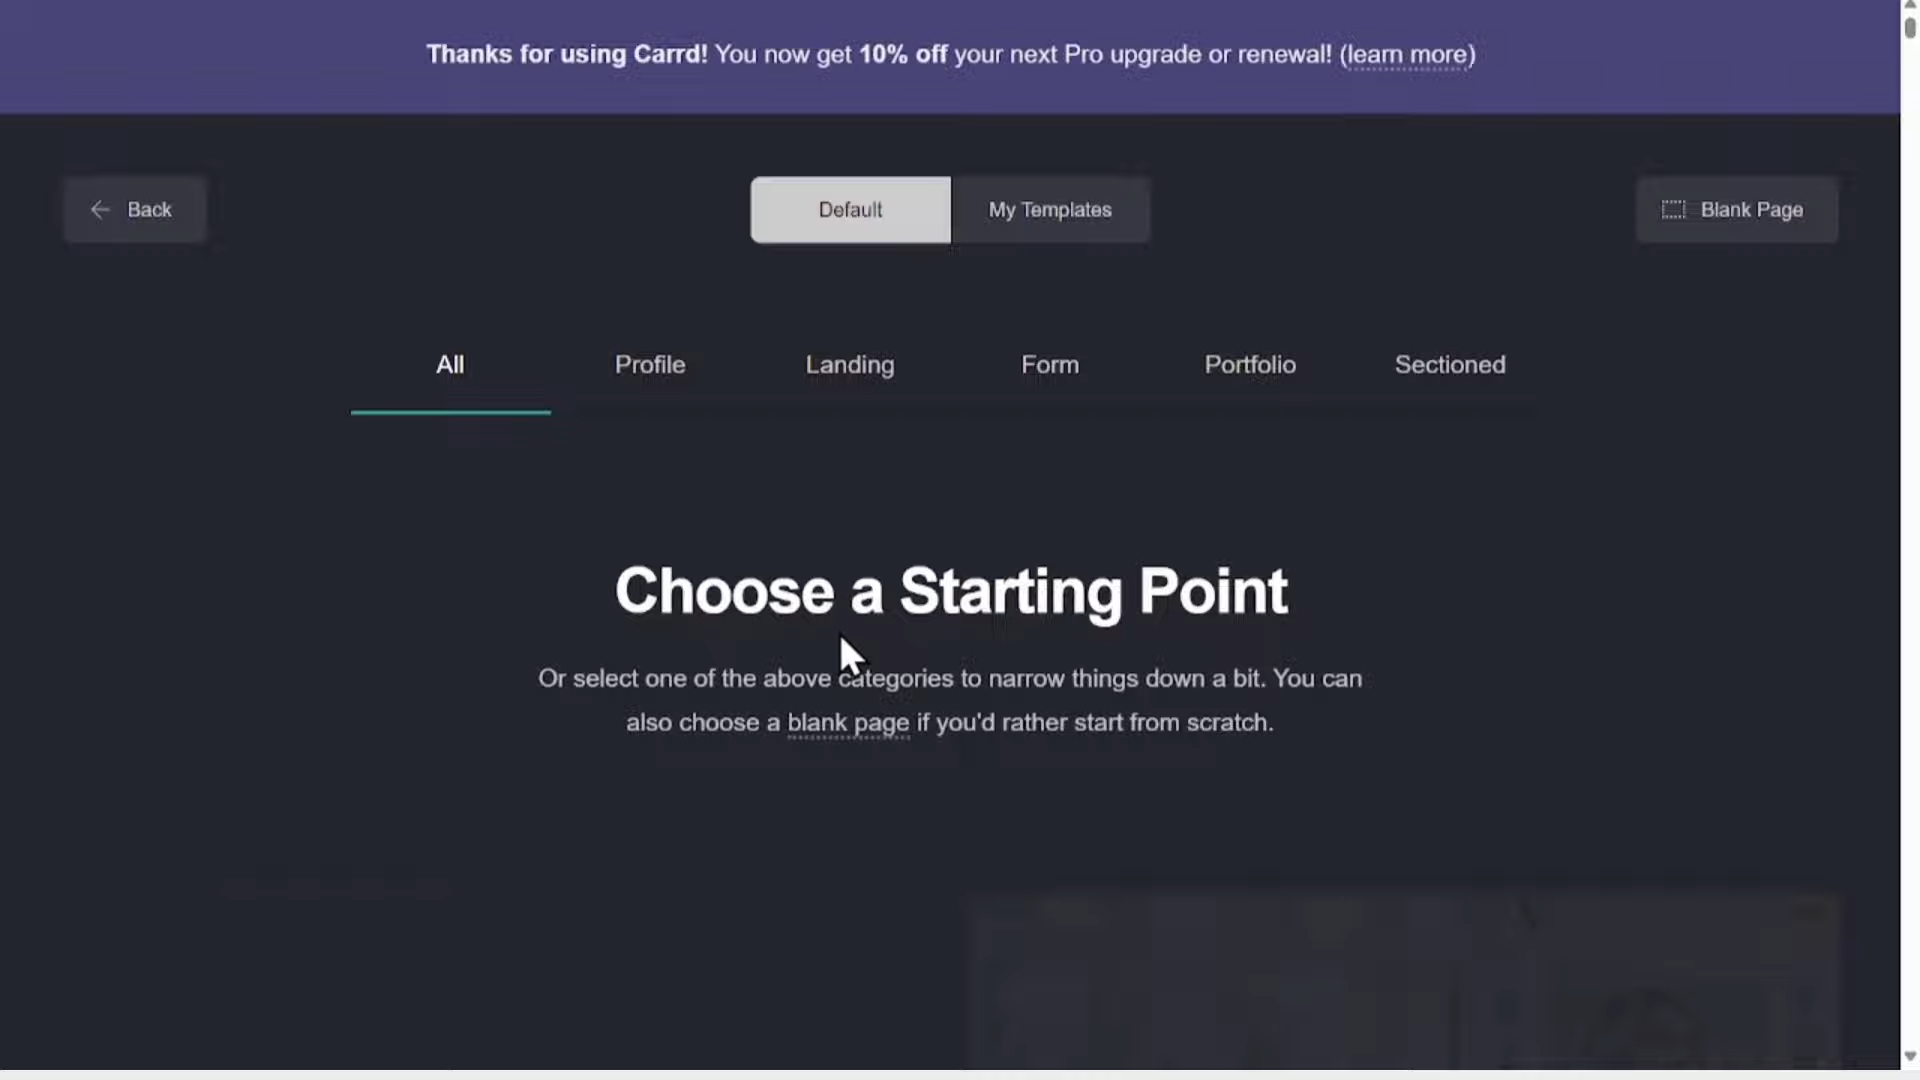 Thanks for using Carrd! You now get 10% off your next Pro upgrade or renewal! (learn more)
Back
Default
My Templates
Blank Page
All
Profile
Landing
Form
Portfolio
Sectioned
Choose a Starting Point
Or select one of the above categories to narrow things down a bit. You can
also choose a blank page if you'd rather start from scratch.